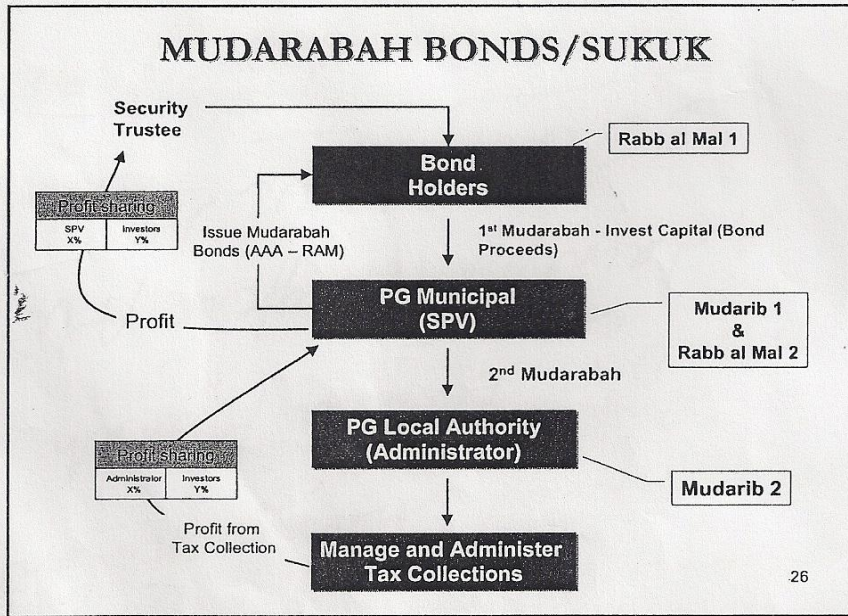 MUDARABAH BONDS/SUKUK
Security
Trustee
Rabb al Mal 1
Bond
Holders
Profit sharing
SPV
X%
Investors
Y%
Issue Mudarabah
Bonds (AAA – RAM)
1st Mudarabah - Invest Capital (Bond
Proceeds)
PG Municipal
(SPV)
Mudarib 1
&
Rabb al Mal 2
Profit
2nd Mudarabah
PG Local Authority
(Administrator)
Profit sharing
Administrator
X%
Investors
Y%
Mudarib 2
Profit from
Tax Collection
Manage and Administer
Tax Collections
26